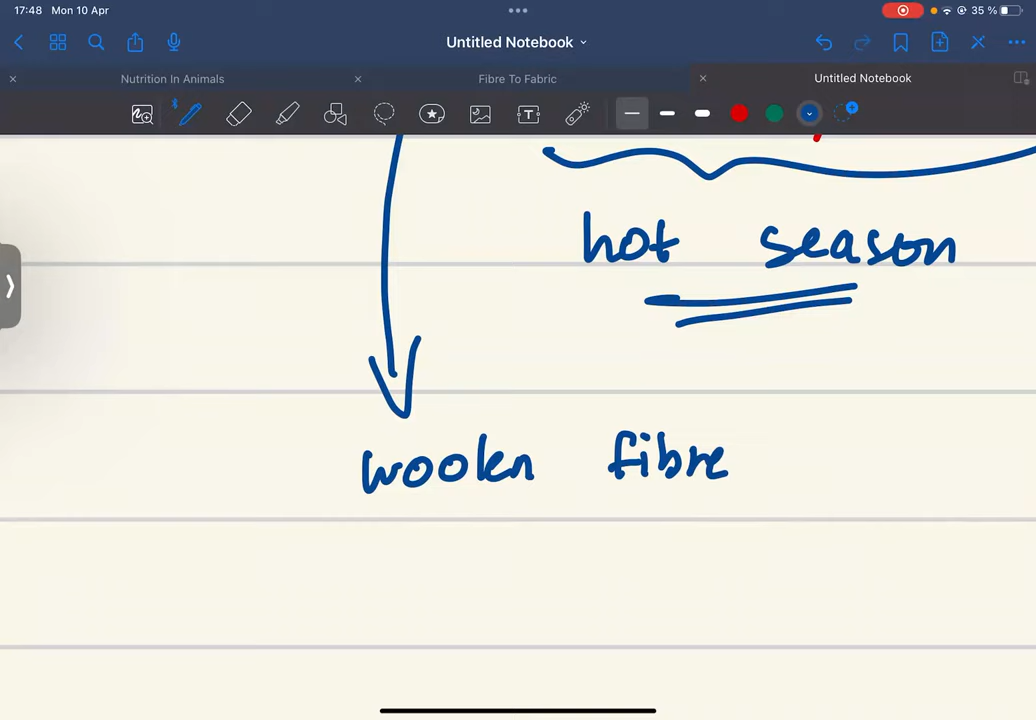 17:48 Mon 10 Apr
35 %
Untitled Notebook
Nutrition In Animals
Fibre To Fabric
Untitled Notebook
T
hot season
woolen fibre